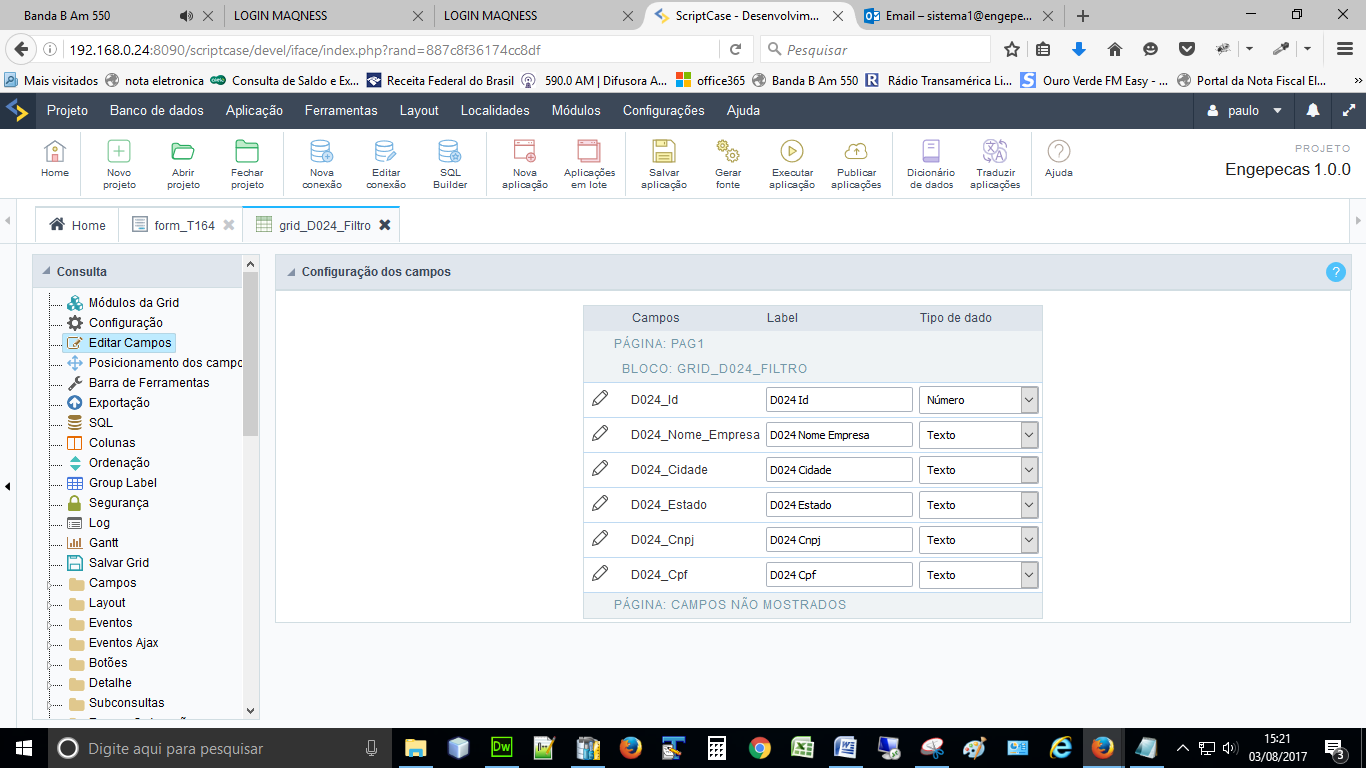 Banda B Am 550
LOGIN MAQNESS
LOGIN MAQNESS
ScriptCase - Desenvolvim...
Email – sistema1@engepe...
192.168.0.24:8090/scriptcase/devel/iface/index.php?rand=887c8f36174cc8df
Pesquisar
Mais visitados
nota eletronica
Consulta de Saldo e Ex...
Receita Federal do Brasil
590.0 AM | Difusora A...
office365
Banda B Am 550
Rádio Transamérica Li...
Ouro Verde FM Easy - ...
Portal da Nota Fiscal El...
Projeto
Banco de dados
Aplicação
Ferramentas
Layout
Localidades
Módulos
Configurações
Ajuda
paulo
Home
Novo projeto
Abrir projeto
Fechar projeto
Nova conexão
Editar conexão
SQL Builder
Nova aplicação
Aplicações em lote
Salvar aplicação
Gerar fonte
Executar aplicação
Publicar aplicações
Dicionário de dados
Traduzir aplicações
Ajuda
PROJETO
Engepecas 1.0.0
Home
form_T164
grid_D024_Filtro
Consulta
Módulos da Grid
Configuração
Editar Campos
Posicionamento dos campo
Barra de Ferramentas
Exportação
SQL
Colunas
Ordenação
Group Label
Segurança
Log
Gantt
Salvar Grid
Campos
Layout
Eventos
Eventos Ajax
Botões
Detalhe
Subconsultas
Configuração dos campos
?
Campos Label Tipo de dado
PÁGINA: PAG1
BLOCO: GRID_D024_FILTRO
D024_Id D024 Id Número
D024_Nome_Empresa D024 Nome Empresa Texto
D024_Cidade D024 Cidade Texto
D024_Estado D024 Estado Texto
D024_Cnpj D024 Cnpj Texto
D024_Cpf D024 Cpf Texto
PÁGINA: CAMPOS NÃO MOSTRADOS
Digite aqui para pesquisar
Dw
15:21
03/08/2017
3